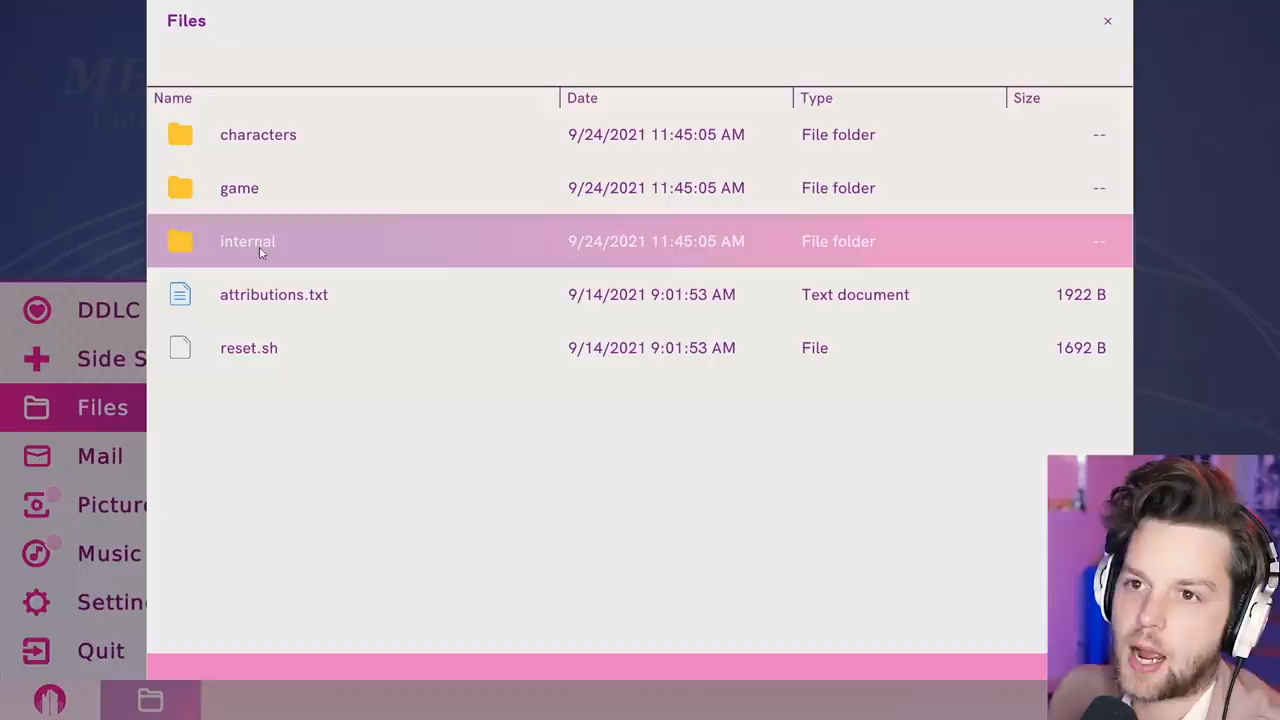 Files
×
Name Date Type Size
characters 9/24/2021 11:45:05 AM File folder --
game 9/24/2021 11:45:05 AM File folder --
internal 9/24/2021 11:45:05 AM File folder --
attributions.txt 9/14/2021 9:01:53 AM Text document 1922 B
reset.sh 9/14/2021 9:01:53 AM File 1692 B
DDLC
Side S
Files
Mail
Picture
Music
Settin
Quit